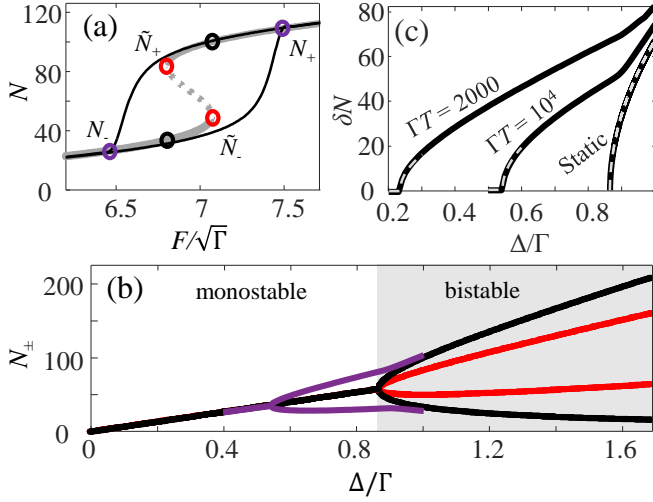 (a)
120
80
40
0
N
Ñ₊
N₊
N₋
Ñ₋
6.5
7
7.5
F/√Γ
(c)
80
60
40
20
0
δN
ΓT = 2000
ΓT = 10⁴
Static
0.2
0.4
0.6
0.8
Δ/Γ
(b)
monostable
bistable
200
100
0
N±
0
0.4
0.8
1.2
1.6
Δ/Γ